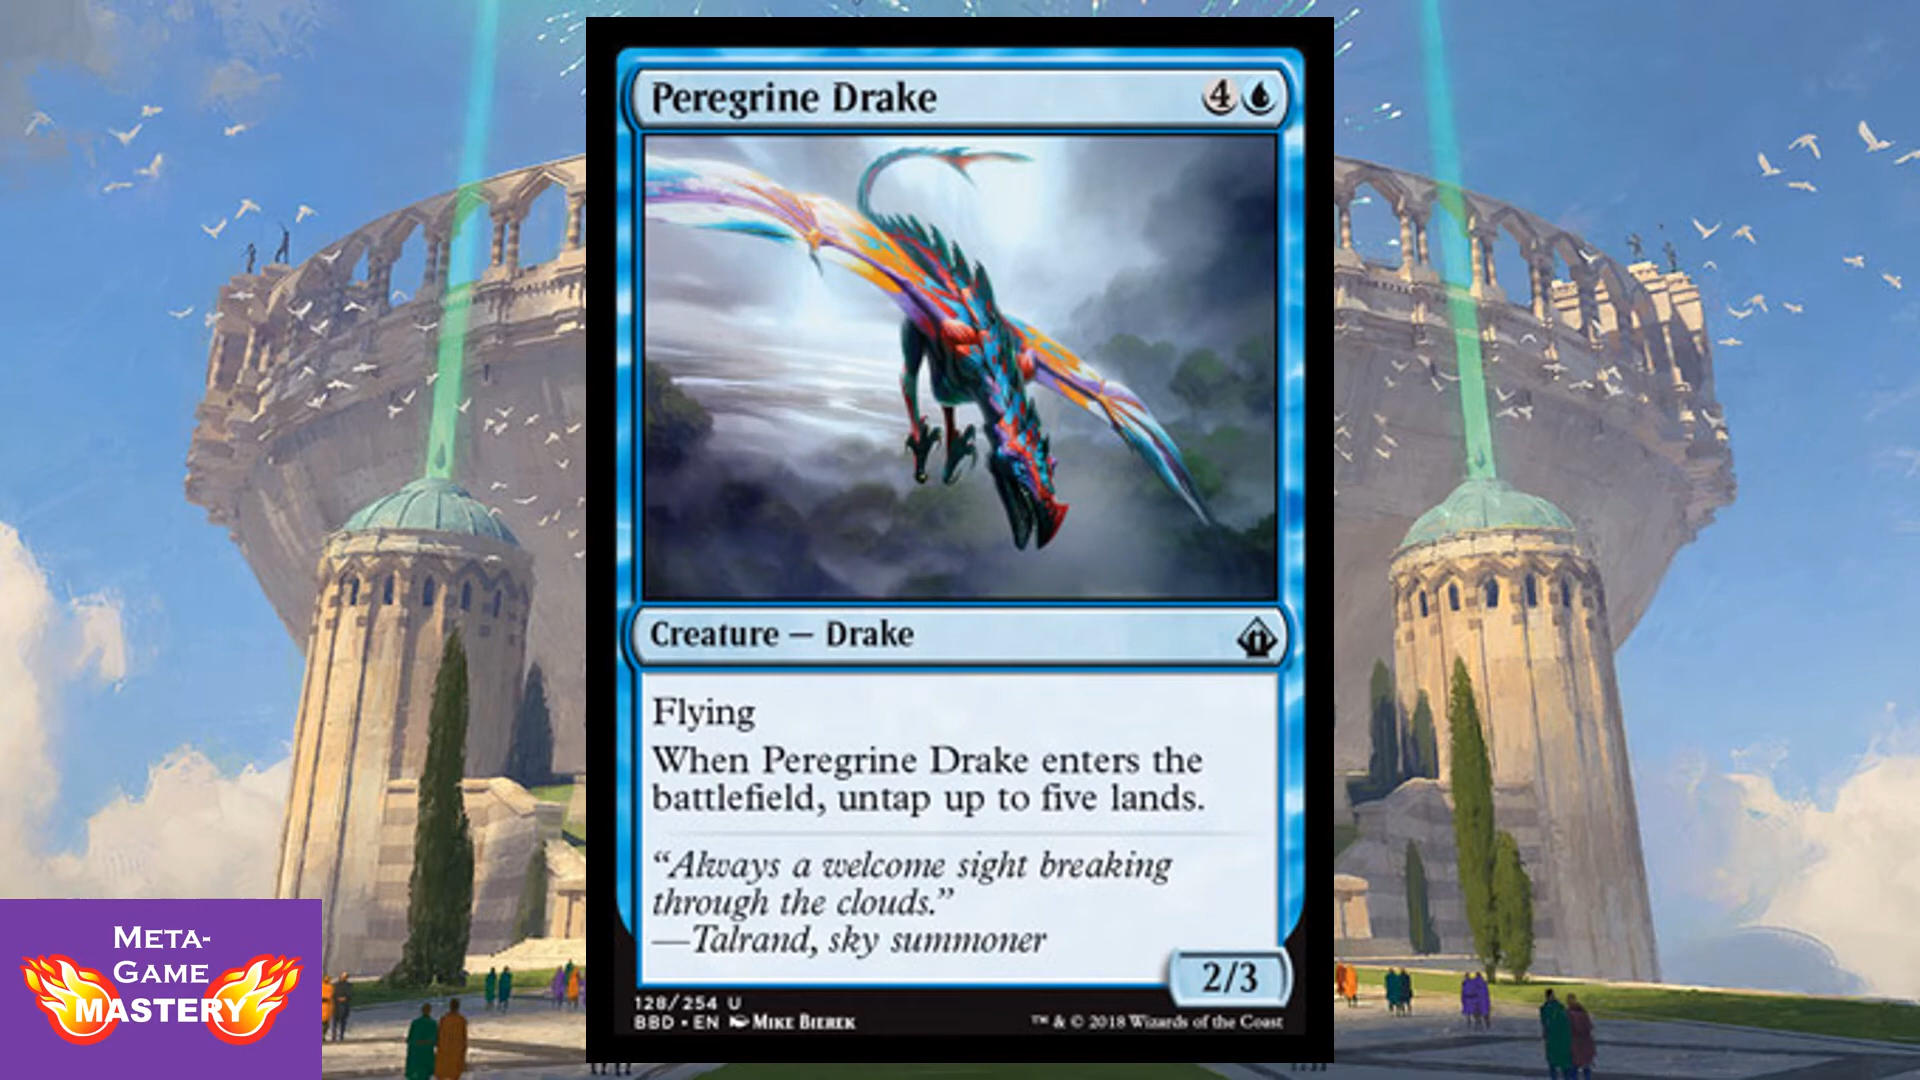 Peregrine Drake
4
Creature — Drake
Flying
When Peregrine Drake enters the
battlefield, untap up to five lands.
“Always a welcome sight breaking
through the clouds.”
—Talrand, sky summoner
2/3
128/254 U
BBD • EN Mike Bierek
™ & © 2018 Wizards of the Coast
Meta-
Game
Mastery